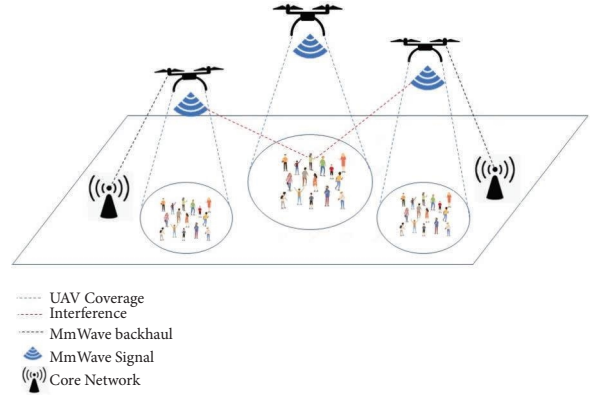 UAV Coverage
Interference
MmWave backhaul
MmWave Signal
Core Network